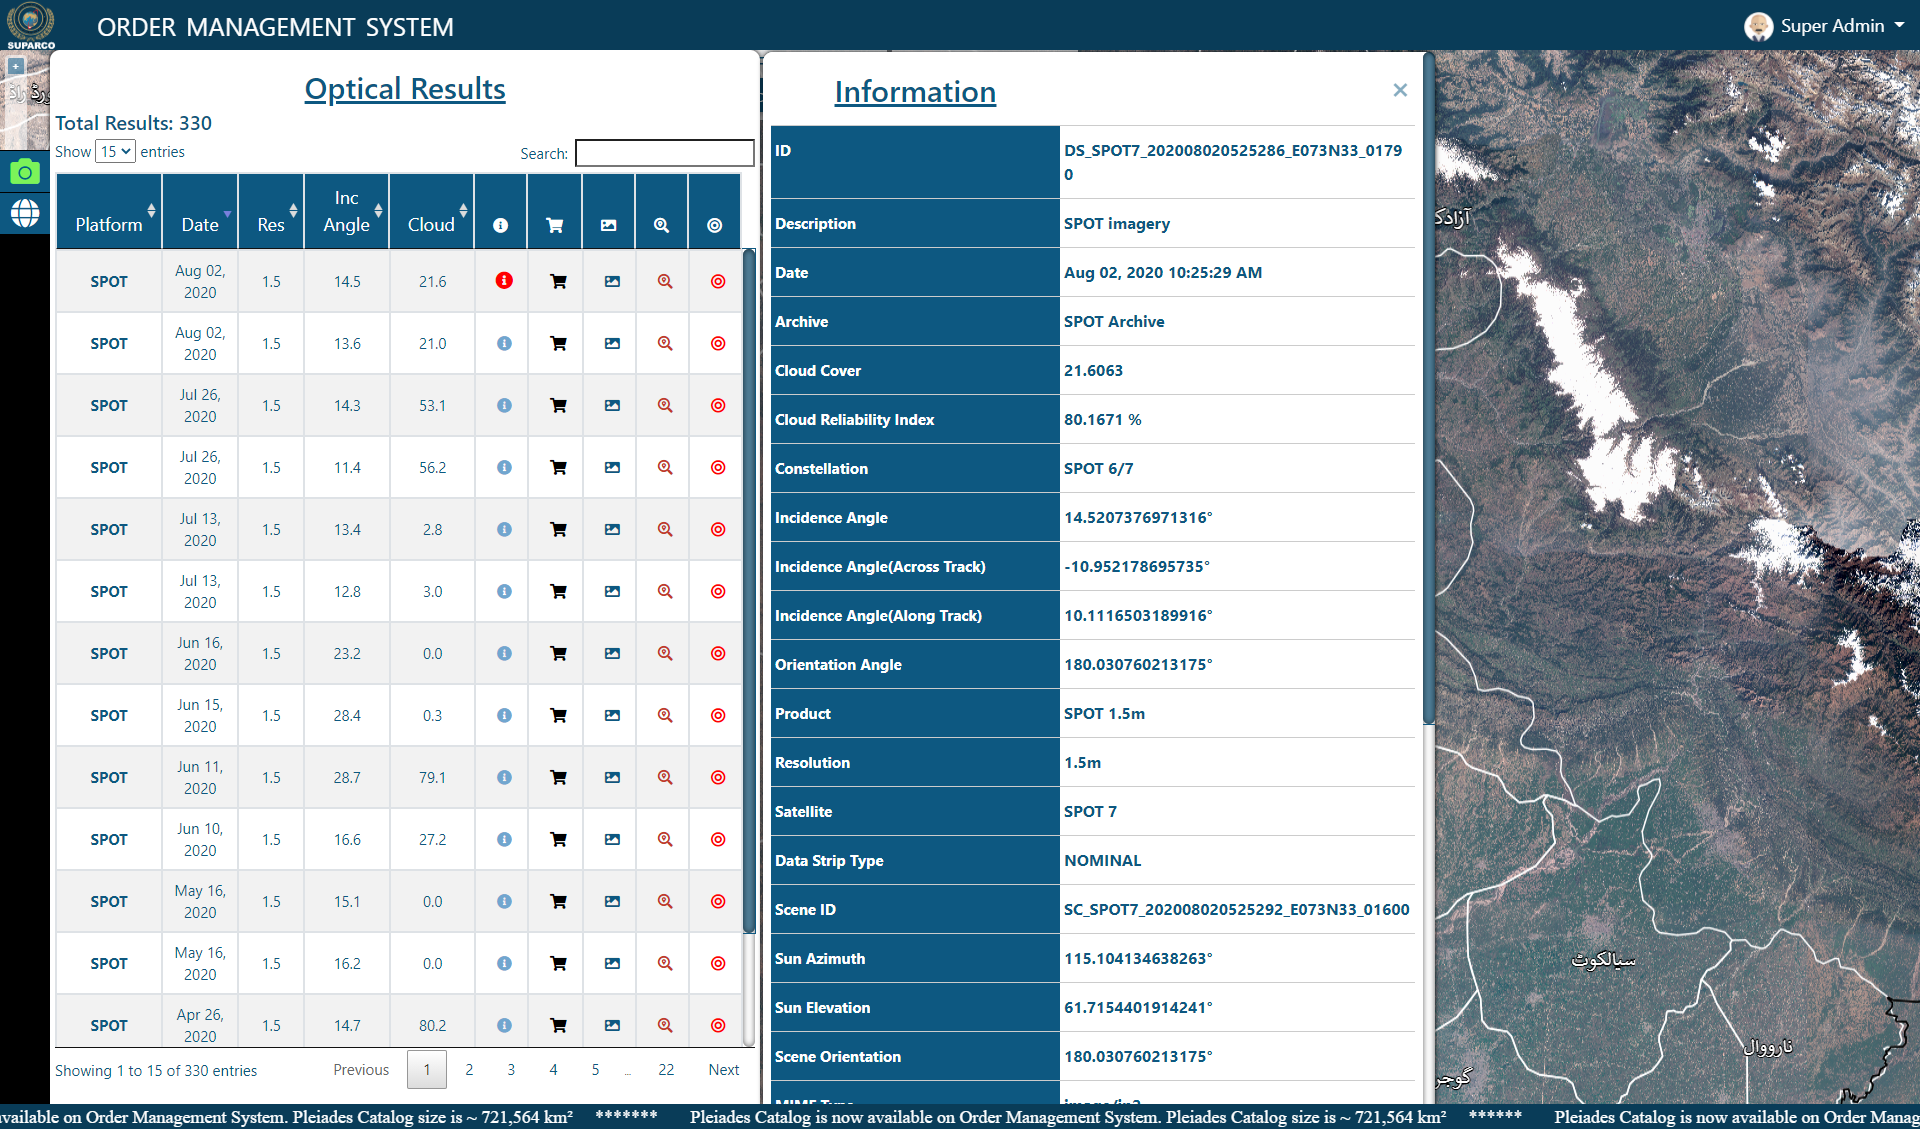 SUPARCO
ORDER MANAGEMENT SYSTEM
Super Admin
Optical Results
Total Results: 330
Show 15 entries
Search:
Platform Date Res Inc Angle Cloud
SPOT Aug 02, 2020 1.5 14.5 21.6
SPOT Aug 02, 2020 1.5 13.6 21.0
SPOT Jul 26, 2020 1.5 14.3 53.1
SPOT Jul 26, 2020 1.5 11.4 56.2
SPOT Jul 13, 2020 1.5 13.4 2.8
SPOT Jul 13, 2020 1.5 12.8 3.0
SPOT Jun 16, 2020 1.5 23.2 0.0
SPOT Jun 15, 2020 1.5 28.4 0.3
SPOT Jun 11, 2020 1.5 28.7 79.1
SPOT Jun 10, 2020 1.5 16.6 27.2
SPOT May 16, 2020 1.5 15.1 0.0
SPOT May 16, 2020 1.5 16.2 0.0
SPOT Apr 26, 2020 1.5 14.7 80.2
Showing 1 to 15 of 330 entries
Previous 1 2 3 4 5 ... 22 Next
Information
×
ID DS_SPOT7_202008020525286_E073N33_0179
0
Description SPOT imagery
Date Aug 02, 2020 10:25:29 AM
Archive SPOT Archive
Cloud Cover 21.6063
Cloud Reliability Index 80.1671 %
Constellation SPOT 6/7
Incidence Angle 14.5207376971316°
Incidence Angle(Across Track) -10.952178695735°
Incidence Angle(Along Track) 10.1116503189916°
Orientation Angle 180.030760213175°
Product SPOT 1.5m
Resolution 1.5m
Satellite SPOT 7
Data Strip Type NOMINAL
Scene ID SC_SPOT7_202008020525292_E073N33_01600
Sun Azimuth 115.104134638263°
Sun Elevation 61.7154401914241°
Scene Orientation 180.030760213175°
MIME Type image/jp2
سیالکوٹ
نارووال
vailable on Order Management System. Pleiades Catalog size is ~ 721,564 km² ******* Pleiades Catalog is now available on Order Management System. Pleiades Catalog size is ~ 721,564 km² ****** Pleiades Catalog is now available on Order Manag